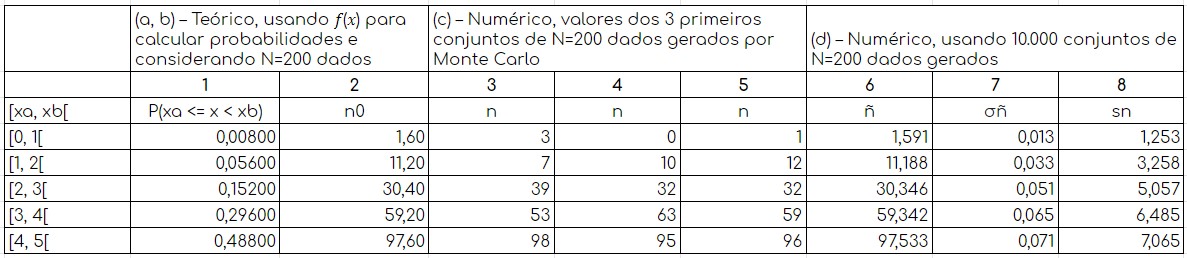 (a, b) – Teórico, usando f(x) para calcular probabilidades e considerando N=200 dados
(c) – Numérico, valores dos 3 primeiros conjuntos de N=200 dados gerados por Monte Carlo
(d) – Numérico, usando 10.000 conjuntos de N=200 dados gerados
1 2 3 4 5 6 7 8
[xa, xb[ P(xa <= x < xb) n0 n n n ñ σñ sn
[0, 1[ 0,00800 1,60 3 0 1 1,591 0,013 1,253
[1, 2[ 0,05600 11,20 7 10 12 11,188 0,033 3,258
[2, 3[ 0,15200 30,40 39 32 32 30,346 0,051 5,057
[3, 4[ 0,29600 59,20 53 63 59 59,342 0,065 6,485
[4, 5[ 0,48800 97,60 98 95 96 97,533 0,071 7,065